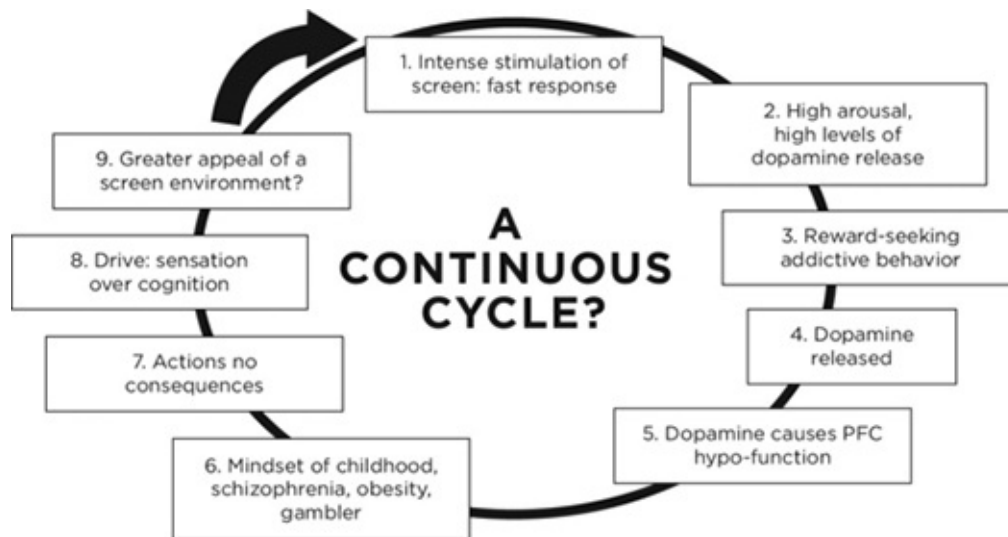 1. Intense stimulation of
screen: fast response
2. High arousal,
high levels of
dopamine release
3. Reward-seeking
addictive behavior
4. Dopamine
released
5. Dopamine causes PFC
hypo-function
6. Mindset of childhood,
schizophrenia, obesity,
gambler
7. Actions no
consequences
8. Drive: sensation
over cognition
9. Greater appeal of a
screen environment?
A
CONTINUOUS
CYCLE?